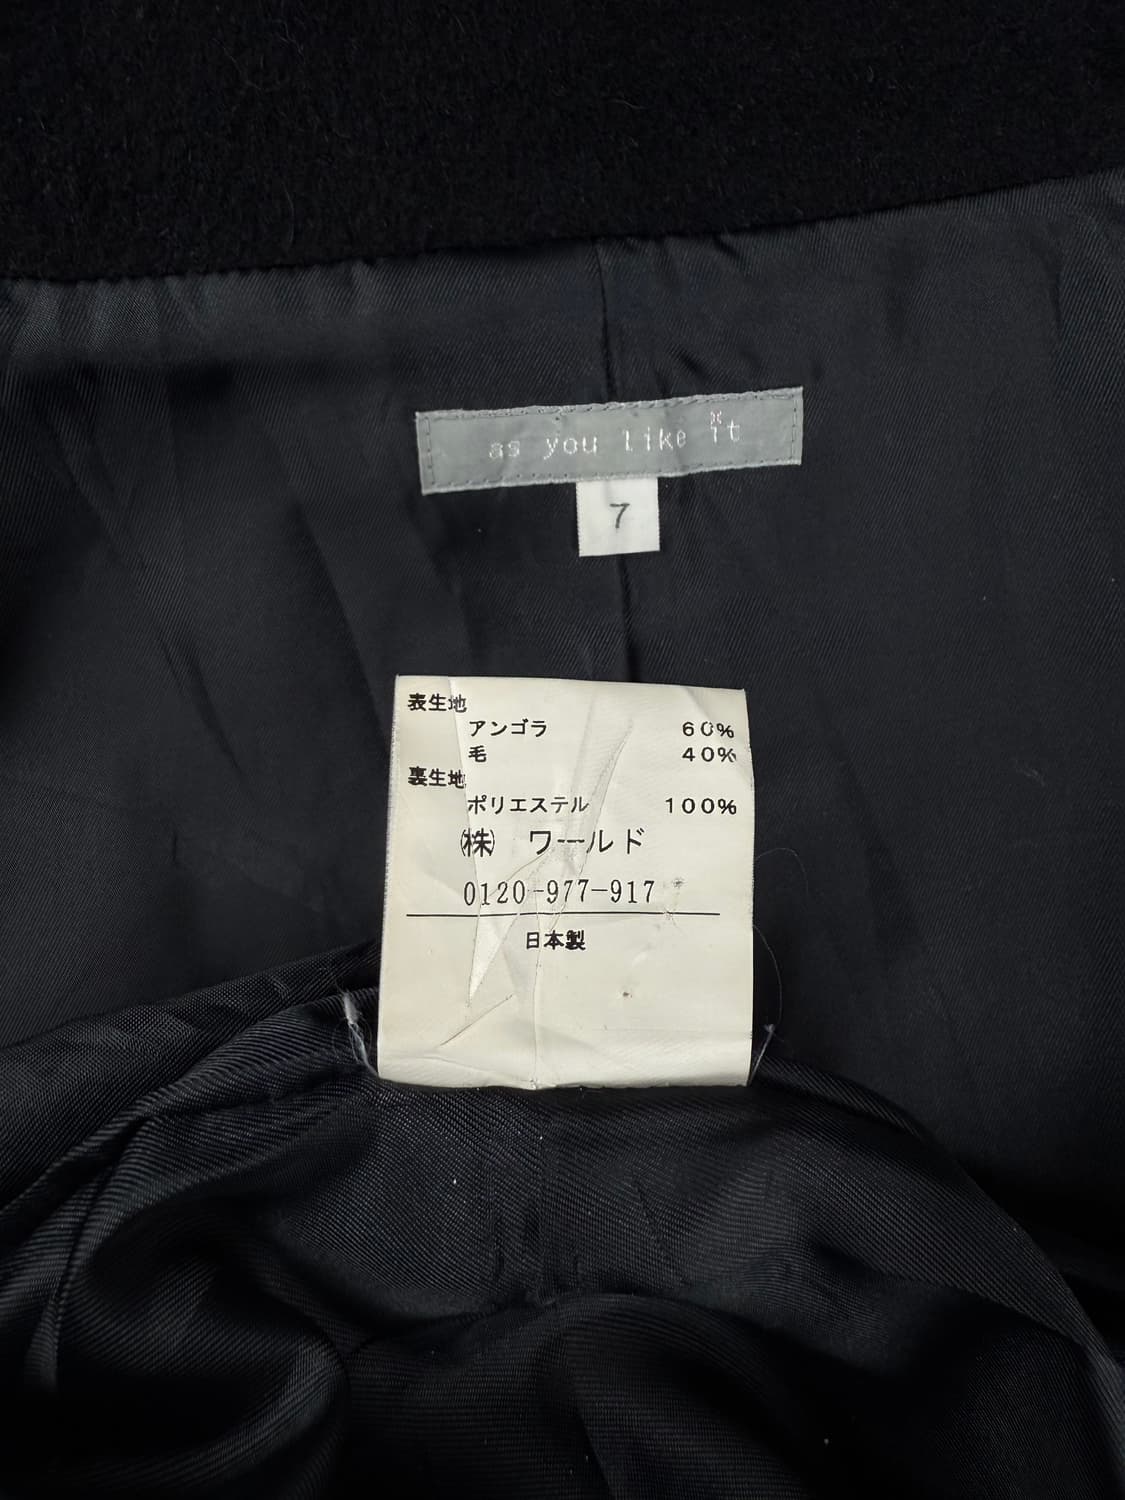 as you like it
7
表生地
アンゴラ 60%
毛 40%
裏生地
ポリエステル 100%
㈱ ワールド
0120-977-917
日本製